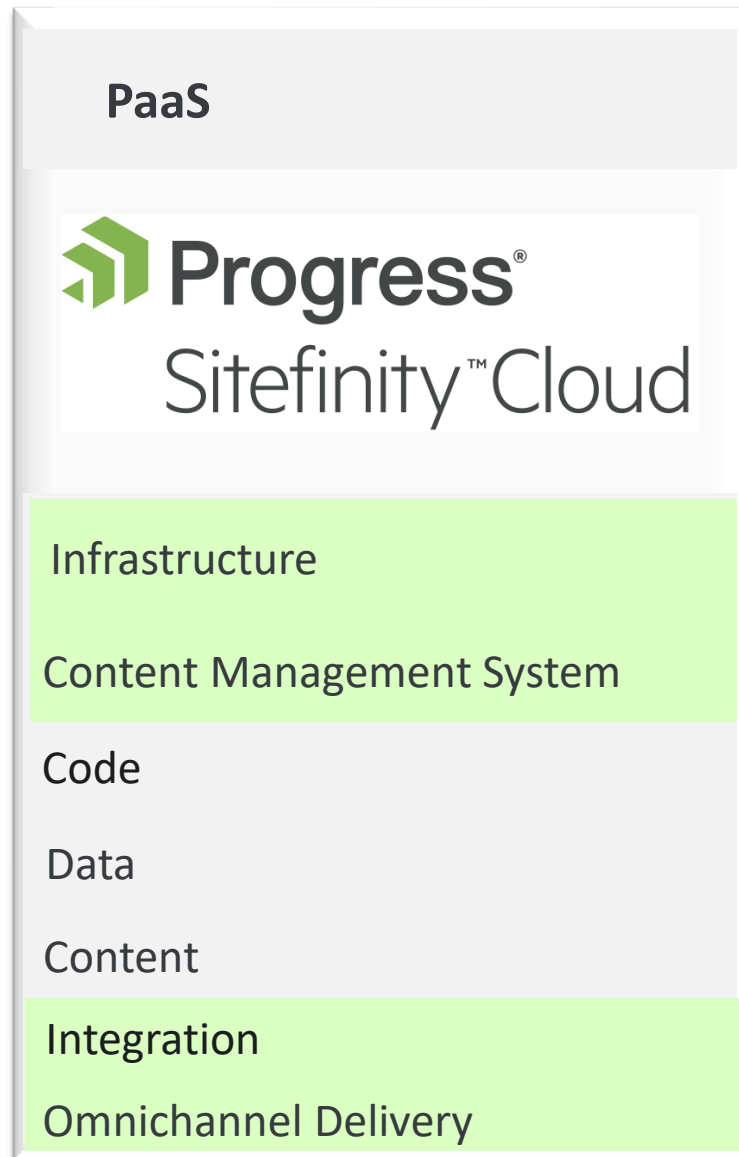 PaaS
Progress®
Sitefinity™Cloud
Infrastructure
Content Management System
Code
Data
Content
Integration
Omnichannel Delivery